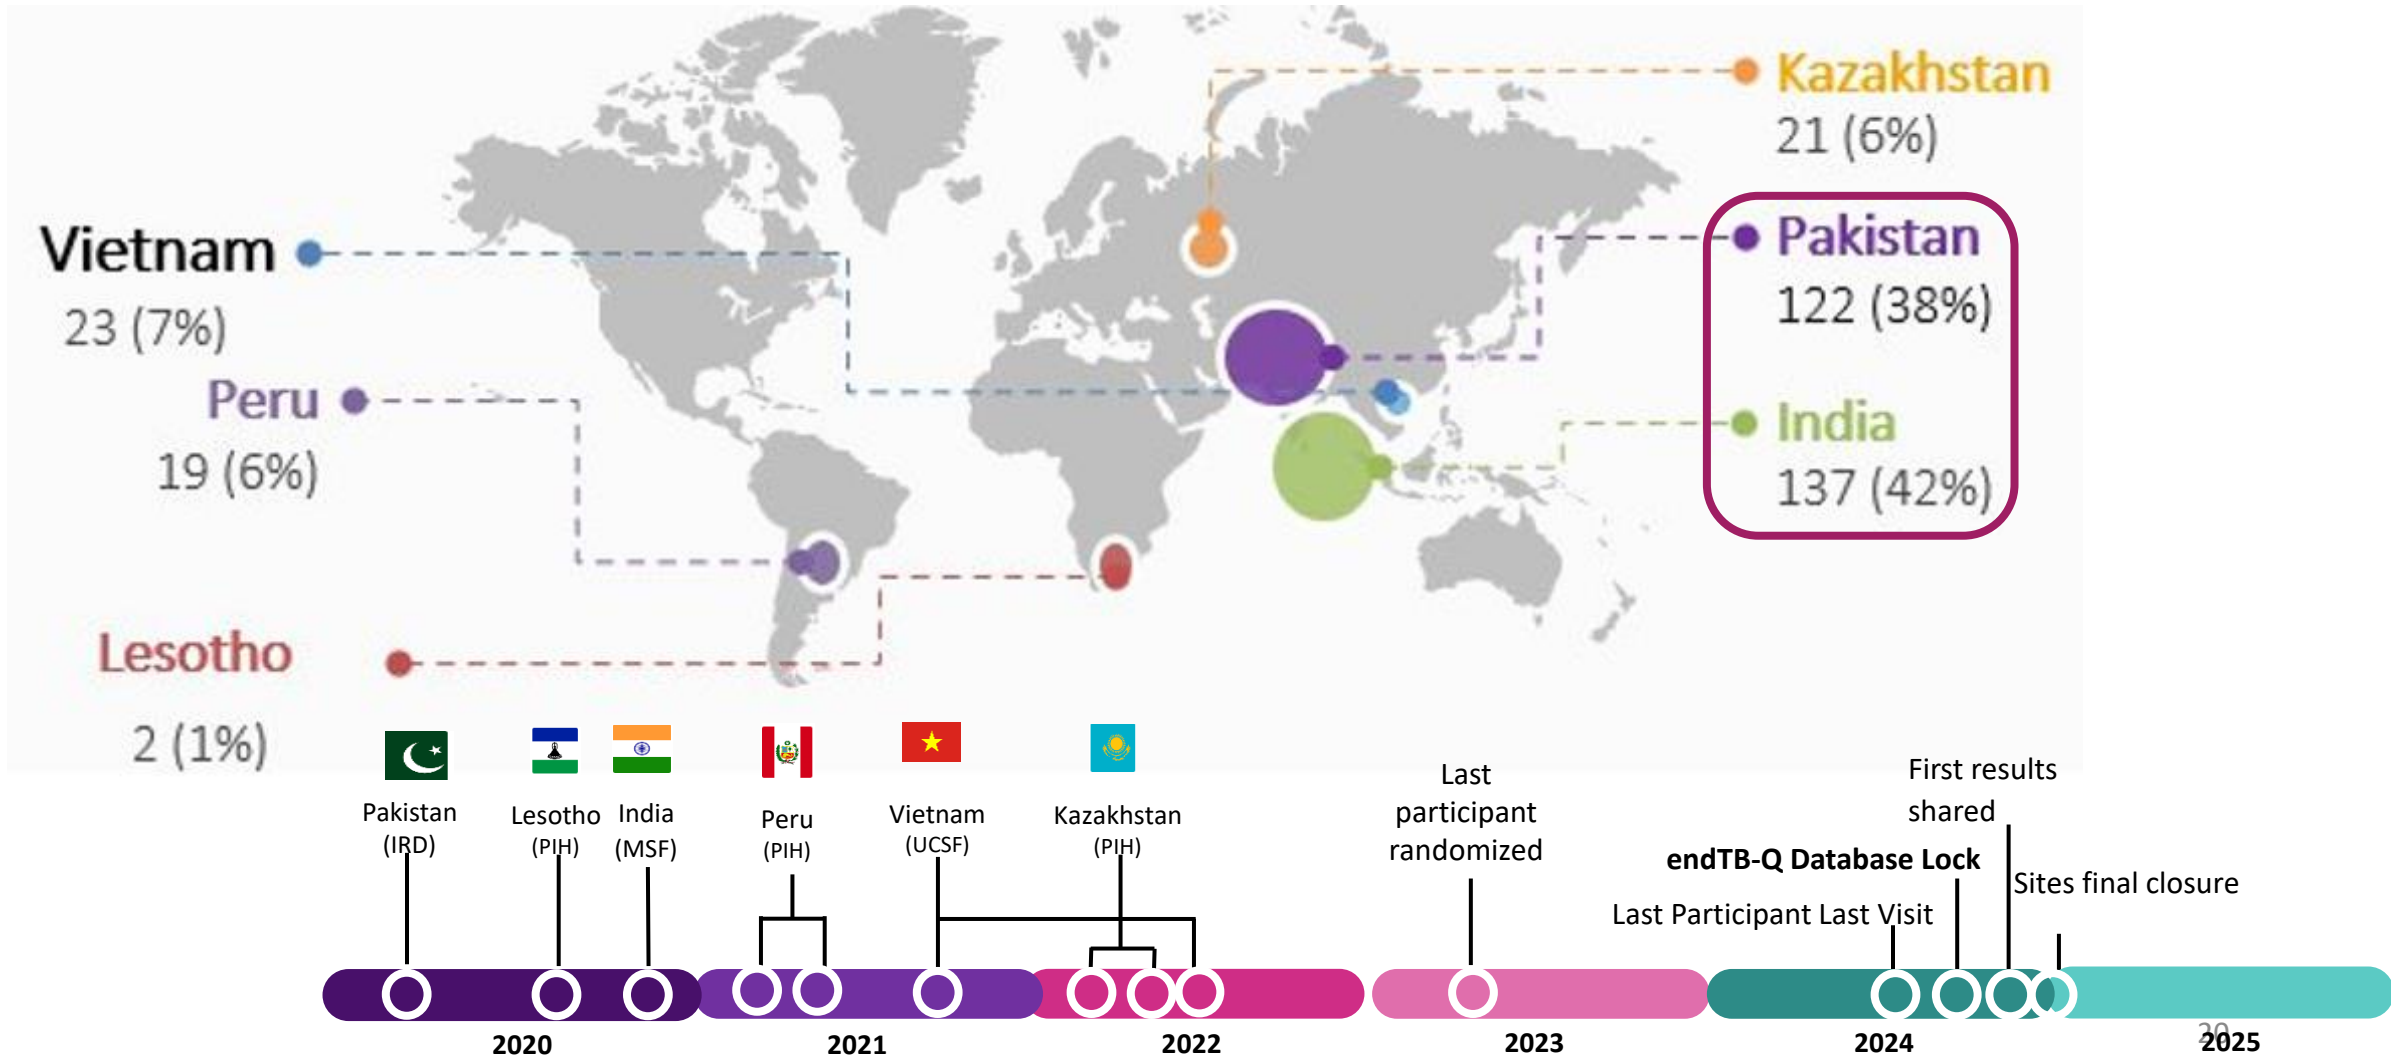 Kazakhstan
21 (6%)
Pakistan
122 (38%)
India
137 (42%)
Vietnam
23 (7%)
Peru
19 (6%)
Lesotho
2 (1%)
Pakistan
(IRD)
Lesotho
(PIH)
India
(MSF)
Peru
(PIH)
Vietnam
(UCSF)
Kazakhstan
(PIH)
Last
participant
randomized
Last Participant Last Visit
endTB-Q Database Lock
First results
shared
Sites final closure
2020
2021
2022
2023
2024
2025
20